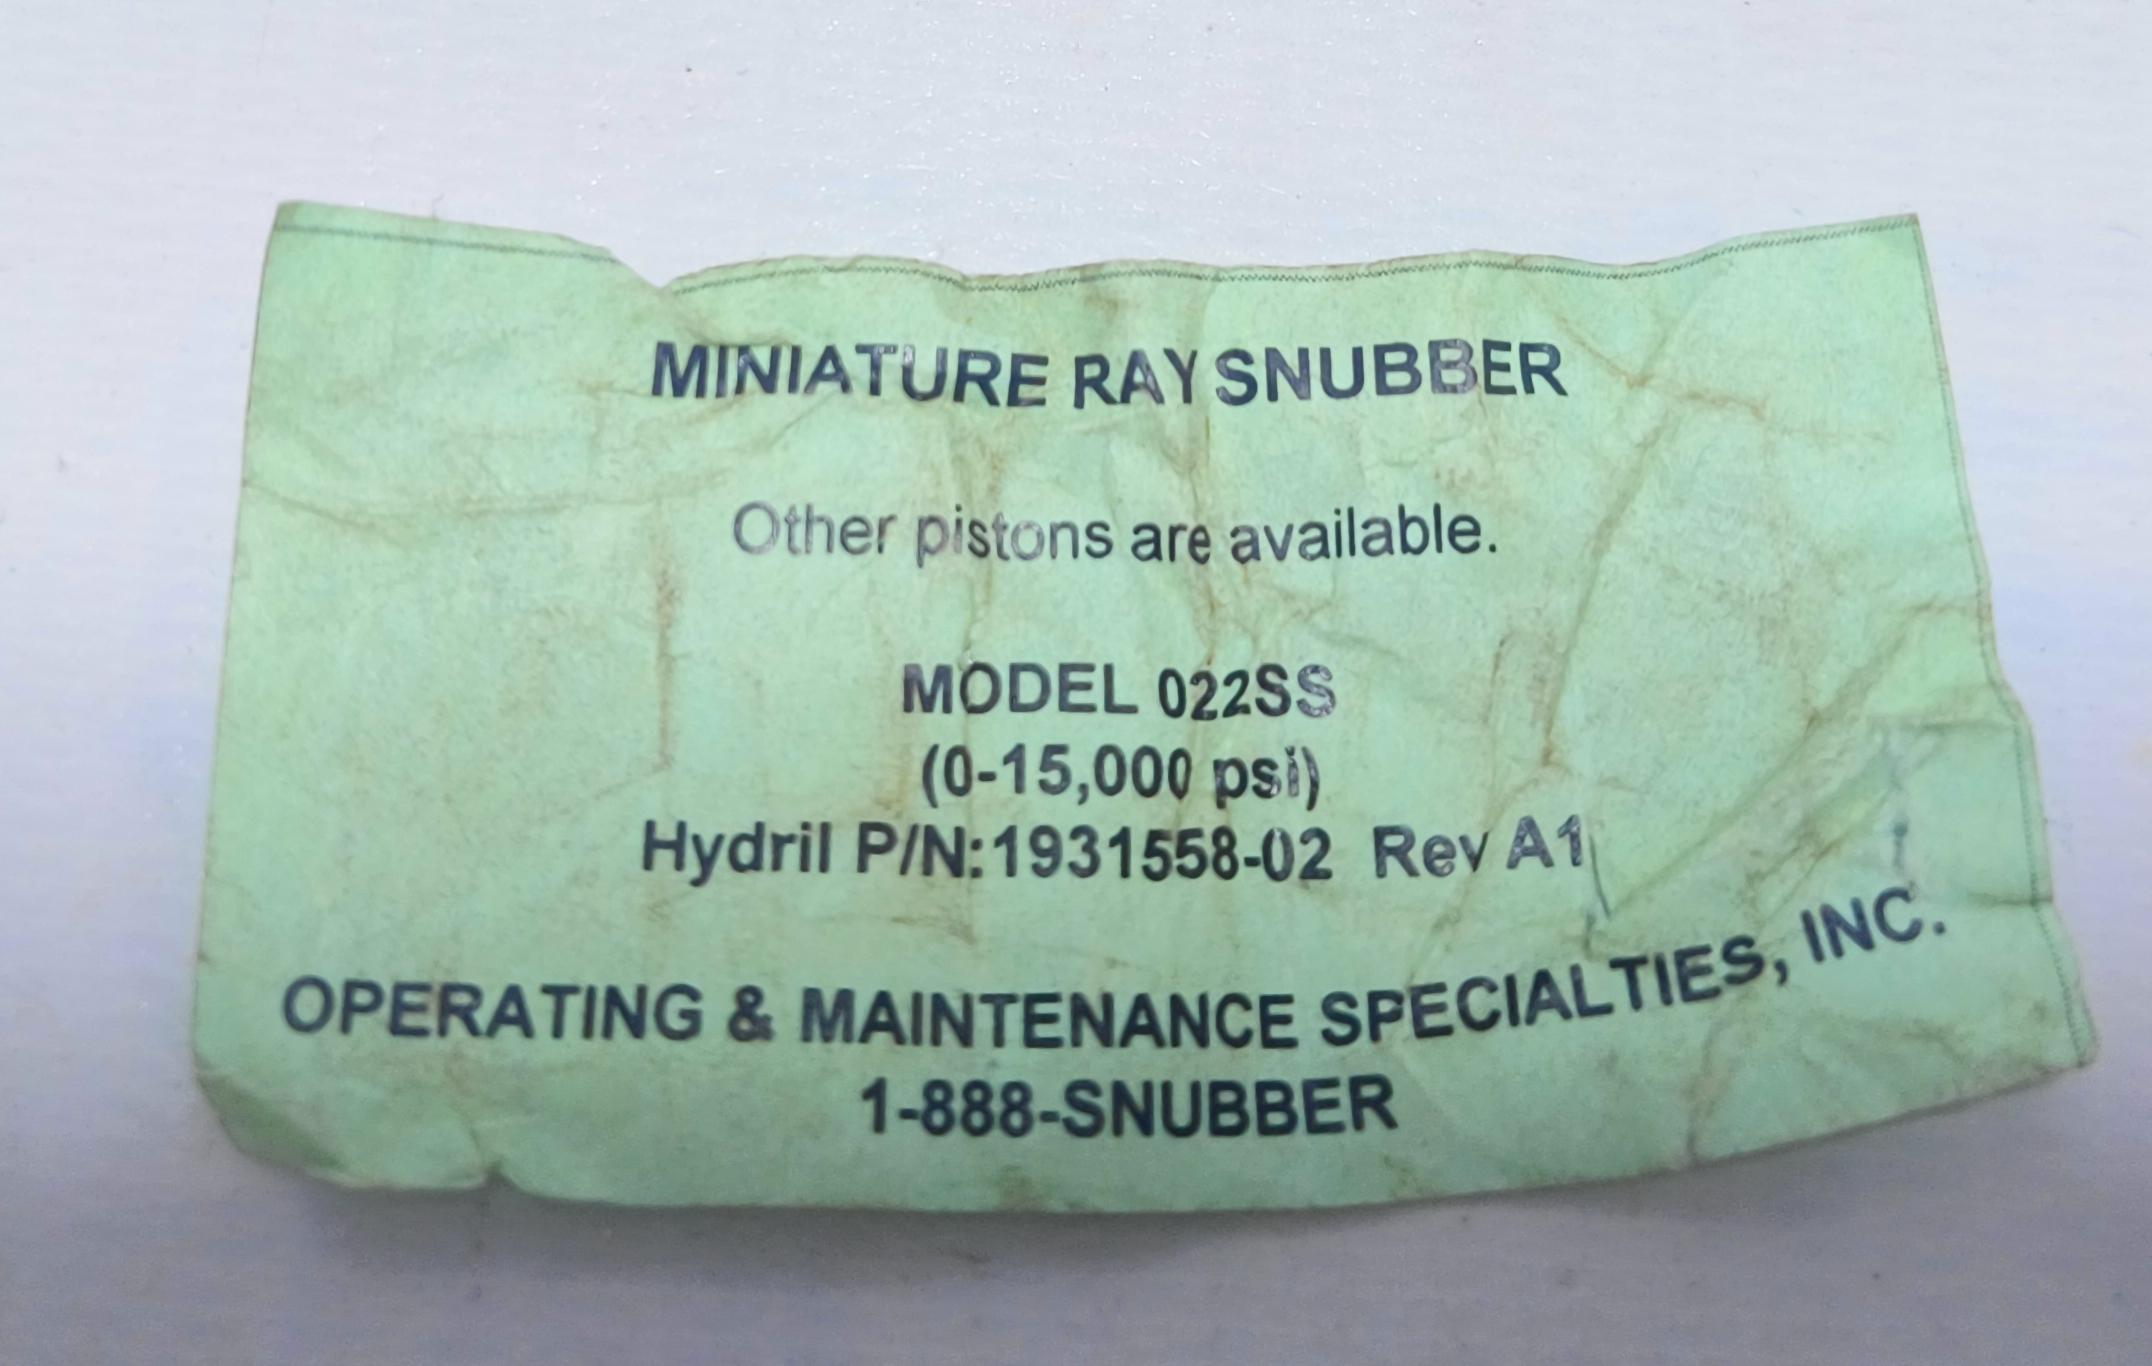 MINIATURE RAY SNUBBER
Other pistons are available.
MODEL 022SS
(0-15,000 psi)
Hydril P/N:1931558-02 Rev A1
OPERATING & MAINTENANCE SPECIALTIES, INC.
1-888-SNUBBER